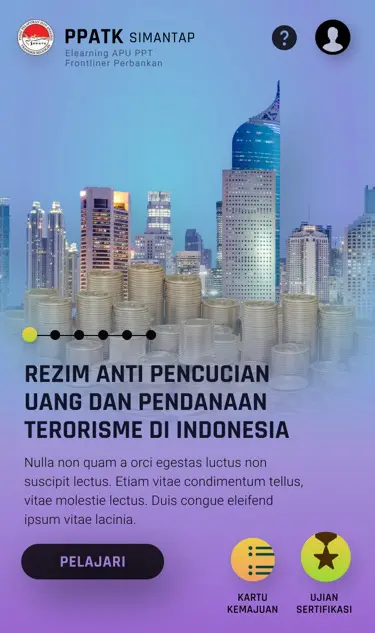 PPATK SIMANTAP
Elearning APU PPT
Frontliner Perbankan
?
REZIM ANTI PENCUCIAN
UANG DAN PENDANAAN
TERORISME DI INDONESIA
Nulla non quam a orci egestas luctus non
suscipit lectus. Etiam vitae condimentum tellus,
vitae molestie lectus. Duis congue eleifend
ipsum vitae lacinia.
PELAJARI
KARTU
KEMAJUAN
UJIAN
SERTIFIKASI